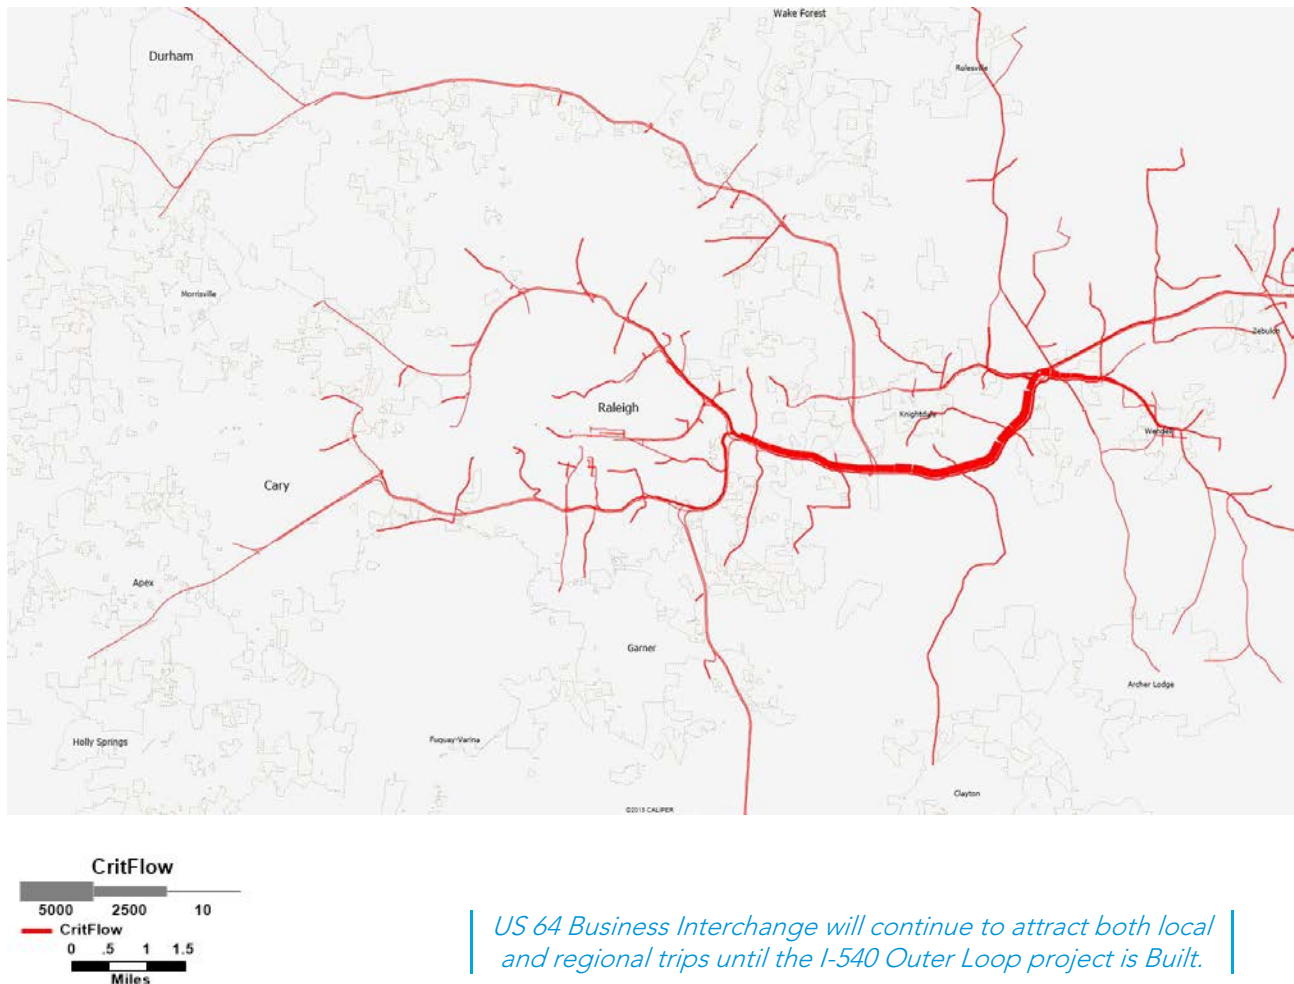 Wake Forest
Durham
Rolesville
Morrisville
Zebulon
Raleigh
Knightdale
Wendell
Cary
Apex
Garner
Archer Lodge
Holly Springs
Fuquay-Varina
Clayton
©2015 CALIPER
CritFlow
5000 2500 10
CritFlow
0 .5 1 1.5
Miles
US 64 Business Interchange will continue to attract both local
and regional trips until the I-540 Outer Loop project is Built.